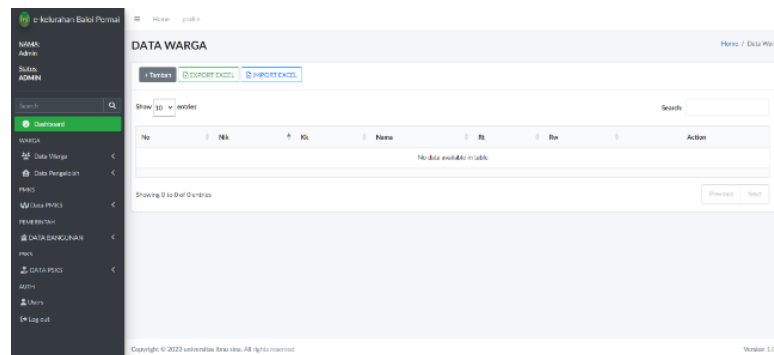 e-kelurahan Baloi Permai
Home profile
NAMA:
Admin
Status:
ADMIN
Search
Dashboard
WARGA
Data Warga
Data Pengelolah
PMKS
Data PMKS
PEMERINTAH
DATA BANGUNAN
PSKS
DATA PSKS
AUTH
Users
Log out
DATA WARGA
Home / Data War
+Tambah EXPORT EXCEL IMPORT EXCEL
Show 10 entries
Search:
No Nik Kk Nama Rt Rw Action
No data available in table
Showing 0 to 0 of 0 entries
Previous Next
Copyright © 2023 universitas ibnu sina. All rights reserved
Version 1.0